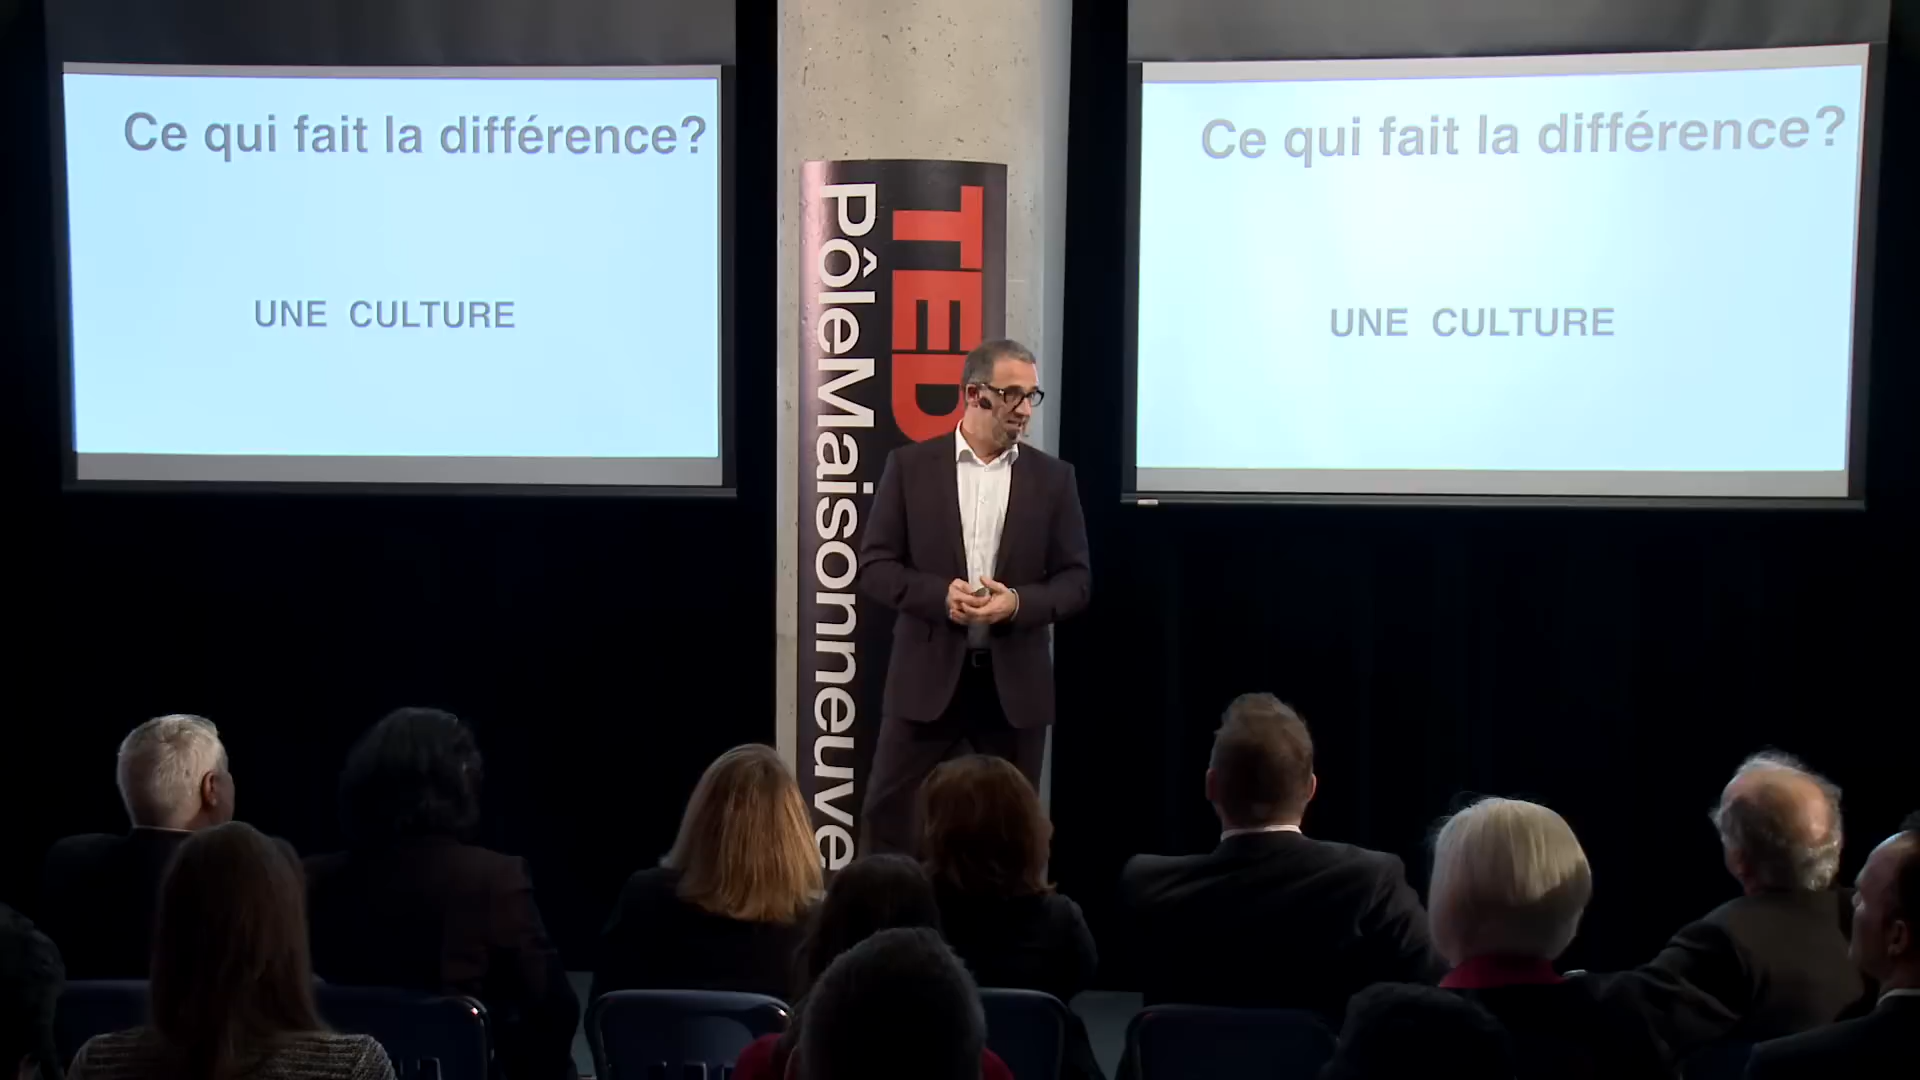 Ce qui fait la différence?
UNE CULTURE
TED
PôleMaisonneuve
Ce qui fait la différence?
UNE CULTURE